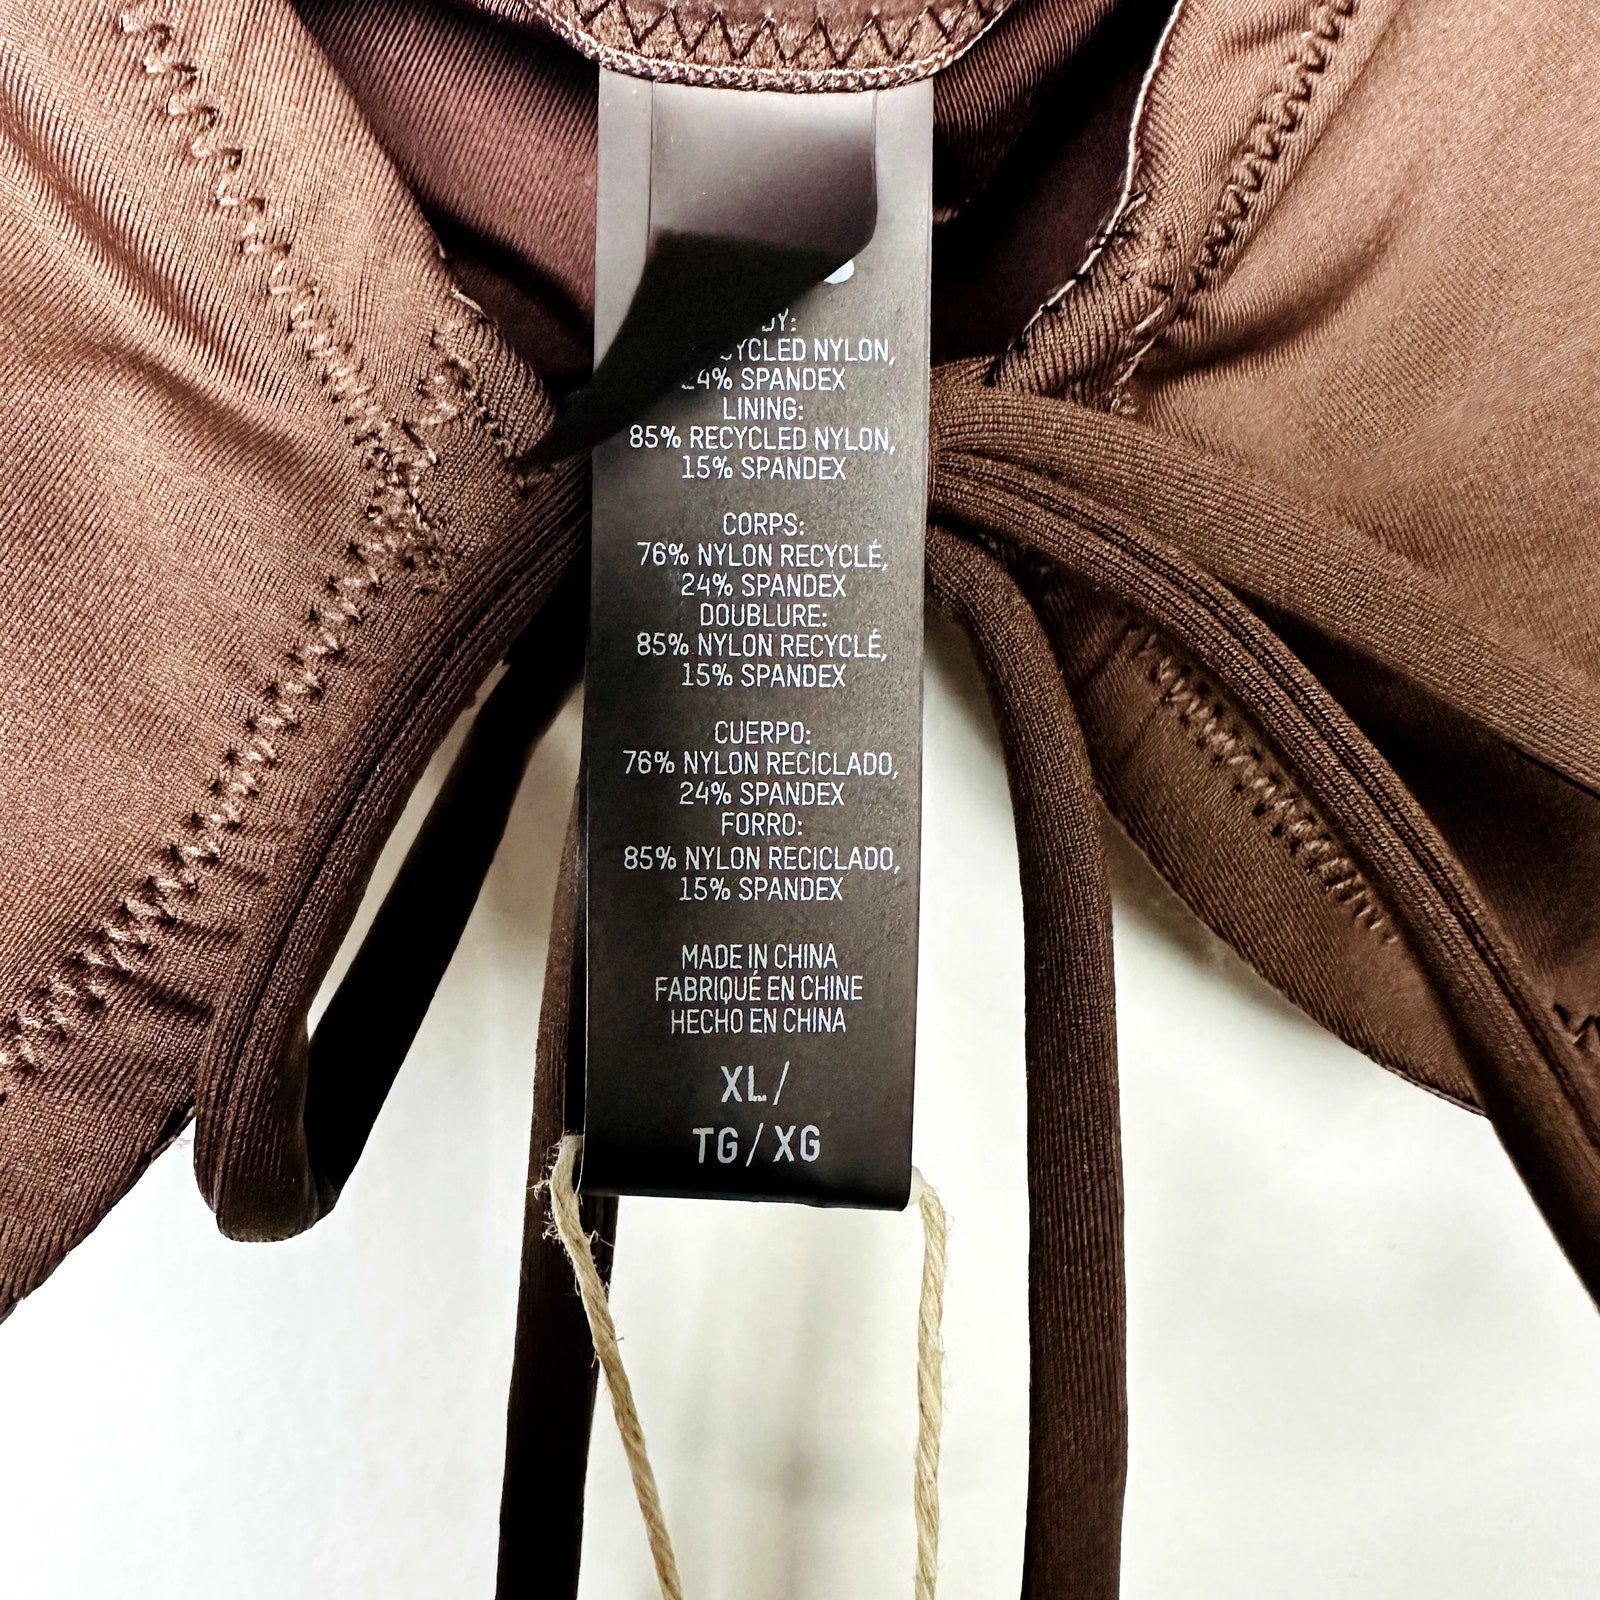 NYLON,
24% SPANDEX
LINING:
85% RECYCLED NYLON,
15% SPANDEX
CORPS:
76% NYLON RECYCLÉ,
24% SPANDEX
DOUBLURE:
85% NYLON RECYCLÉ,
15% SPANDEX
CUERPO:
76% NYLON RECICLADO,
24% SPANDEX
FORRO:
85% NYLON RECICLADO,
15% SPANDEX
MADE IN CHINA
FABRIQUÉ EN CHINE
HECHO EN CHINA
XL/
TG / XG